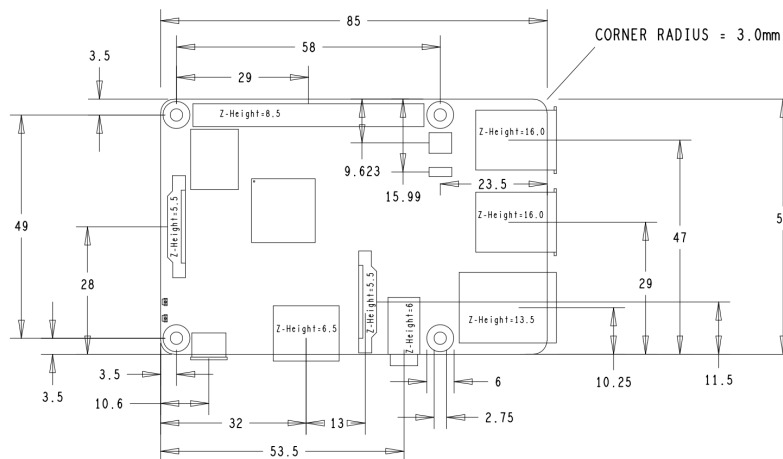 85
CORNER RADIUS = 3.0mm
58
3.5
29
Z-Height=8.5
Z-Height=16.0
9.623
23.5
15.99
Z-Height=5.5
Z-Height=16.0
49
47
28
29
Z-Height=5.5
Z-Height=6
Z-Height=13.5
Z-Height=6.5
3.5
3.5
6
10.25
11.5
10.6
2.75
32
13
53.5